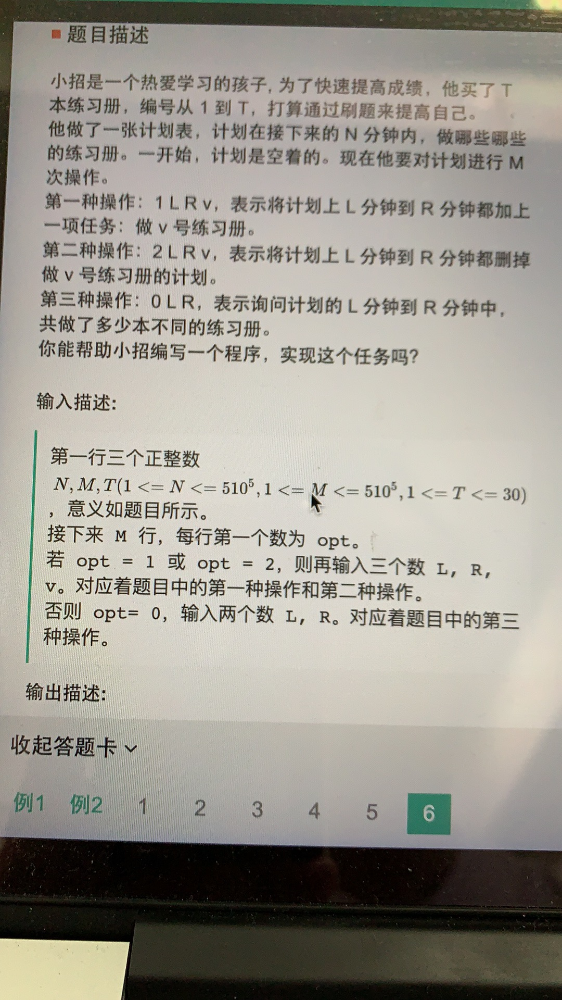 题目描述
小招是一个热爱学习的孩子,为了快速提高成绩，他买了 T
本练习册，编号从 1 到 T，打算通过刷题来提高自己。
他做了一张计划表，计划在接下来的 N 分钟内，做哪些哪些
的练习册。一开始，计划是空着的。现在他要对计划进行 M
次操作。
第一种操作：1 L R v，表示将计划上 L 分钟到 R 分钟都加上
一项任务：做 v 号练习册。
第二种操作：2 L R v，表示将计划上 L 分钟到 R 分钟都删掉
做 v 号练习册的计划。
第三种操作：0 L R，表示询问计划的 L 分钟到 R 分钟中，
共做了多少本不同的练习册。
你能帮助小招编写一个程序，实现这个任务吗?
输入描述:
第一行三个正整数
N, M, T(1 <= N <= 510⁵, 1 <= M <= 510⁵, 1 <= T <= 30)
，意义如题目所示。
接下来 M 行，每行第一个数为 opt。
若 opt = 1 或 opt = 2，则再输入三个数 L, R,
v。对应着题目中的第一种操作和第二种操作。
否则 opt= 0，输入两个数 L, R。对应着题目中的第三
种操作。
输出描述:
收起答题卡
例1 例2 1 2 3 4 5 6